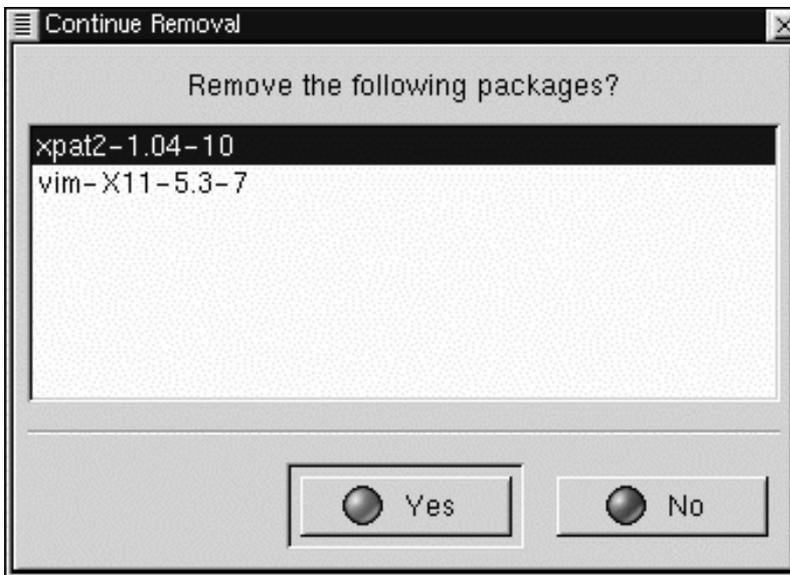 Continue Removal
Remove the following packages?
xpat2-1.04-10
vim-X11-5.3-7
Yes
No